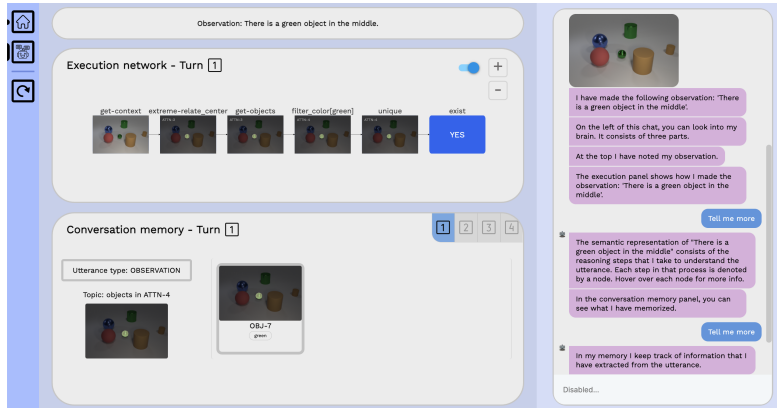 Observation: There is a green object in the middle.
Execution network - Turn 1
+
-
get-context extreme-relate_center get-objects filter_color[green] unique exist
YES
Conversation memory - Turn 1
1 2 3 4
Utterance type: OBSERVATION
Topic: objects in ATTN-4
OBJ-7
green
I have made the following observation: 'There
is a green object in the middle'.
On the left of this chat, you can look into my
brain. It consists of three parts.
At the top I have noted my observation.
The execution panel shows how I made the
observation: 'There is a green object in the
middle'.
Tell me more
The semantic representation of "There is a
green object in the middle" consists of the
reasoning steps that I take to understand the
utterance. Each step in that process is denoted
by a node. Hover over each node for more info.
In the conversation memory panel, you can
see what I have memorized.
Tell me more
In my memory I keep track of information that I
have extracted from the utterance.
Disabled...